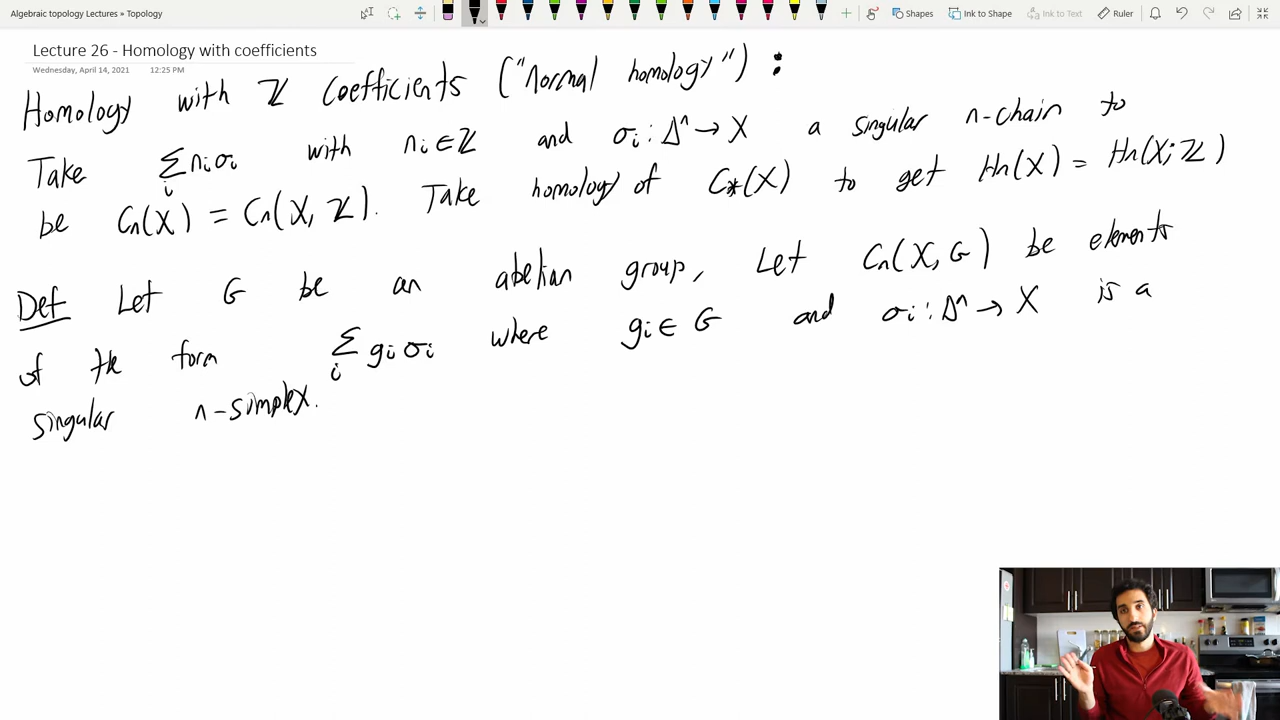 Algebraic topology Lectures » Topology
Shapes
Ink to Shape
Ink to Text
Ruler
Lecture 26 - Homology with coefficients
Wednesday, April 14, 2021 12:25 PM
Homology with ℤ Coefficients ("Normal homology") :
Take ∑ᵢ nᵢσᵢ with nᵢ ∈ ℤ and σᵢ : Δⁿ → X a singular n-chain to
be Cₙ(X) = Cₙ(X, ℤ). Take homology of C_*(X) to get Hₙ(X) = Hₙ(X; ℤ)
Def Let G be an abelian group, Let Cₙ(X, G) be elements
of the form ∑ᵢ gᵢσᵢ where gᵢ ∈ G and σᵢ : Δⁿ → X is a
singular n-simplex.